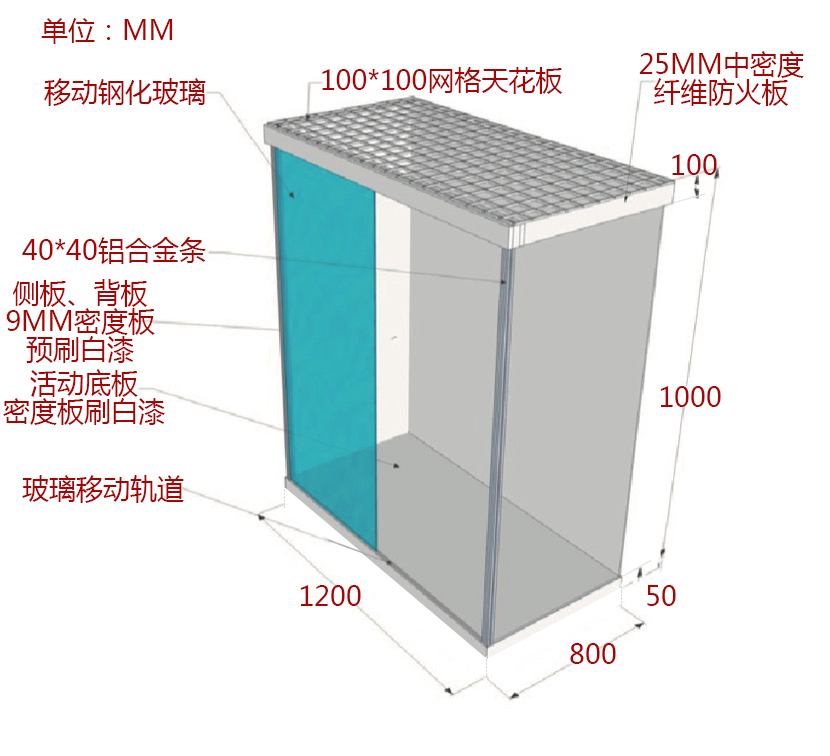 单位：MM
移动钢化玻璃
100*100网格天花板
25MM中密度
纤维防火板
100
40*40铝合金条
侧板、背板
9MM密度板
预刷白漆
活动底板
密度板刷白漆
1000
玻璃移动轨道
1200
50
800